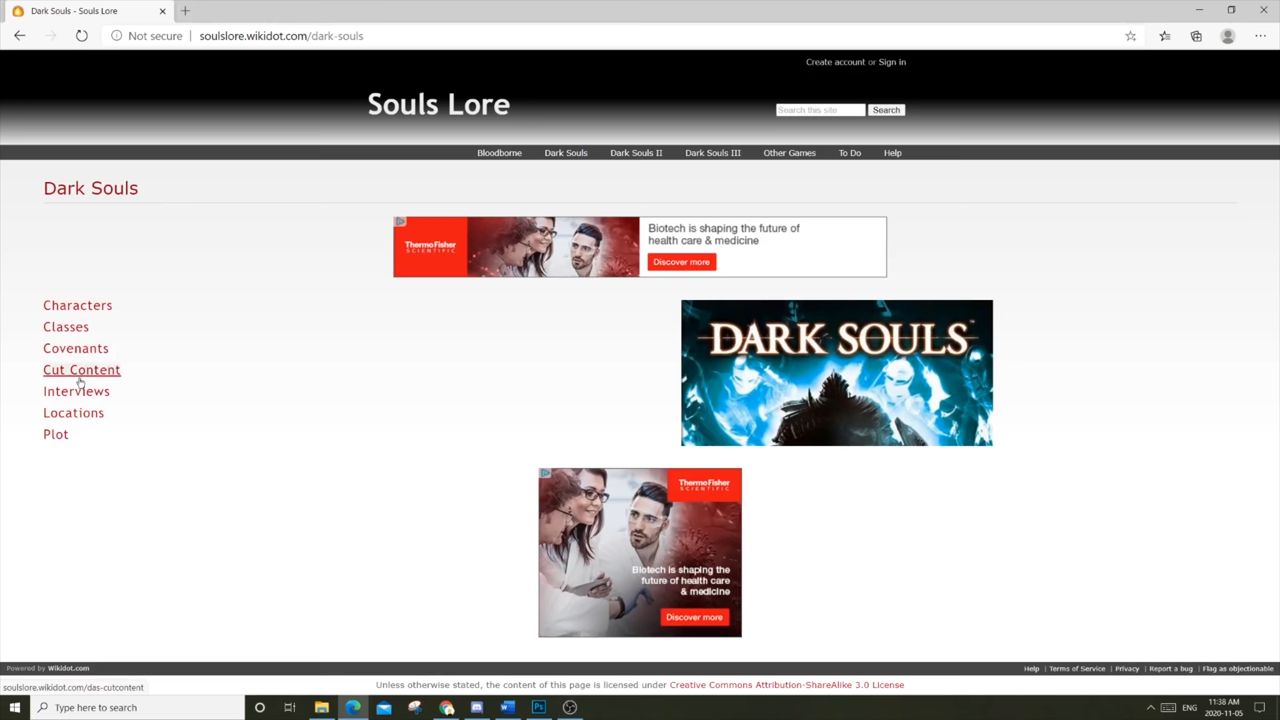 Dark Souls - Souls Lore
Not secure soulslore.wikidot.com/dark-souls
Create account or Sign in
Souls Lore
Search this site Search
Bloodborne Dark Souls Dark Souls II Dark Souls III Other Games To Do Help
Dark Souls
ThermoFisher
SCIENTIFIC
Biotech is shaping the future of
health care & medicine
Discover more
Characters
Classes
Covenants
Cut Content
Interviews
Locations
Plot
DARK SOULS
ThermoFisher
SCIENTIFIC
Biotech is shaping the
future of health care
& medicine
Discover more
Powered by Wikidot.com
Help | Terms of Service | Privacy | Report a bug | Flag as objectionable
soulslore.wikidot.com/das-cutcontent
Unless otherwise stated, the content of this page is licensed under Creative Commons Attribution-ShareAlike 3.0 License
Type here to search
ENG
11:38 AM
2020-11-05